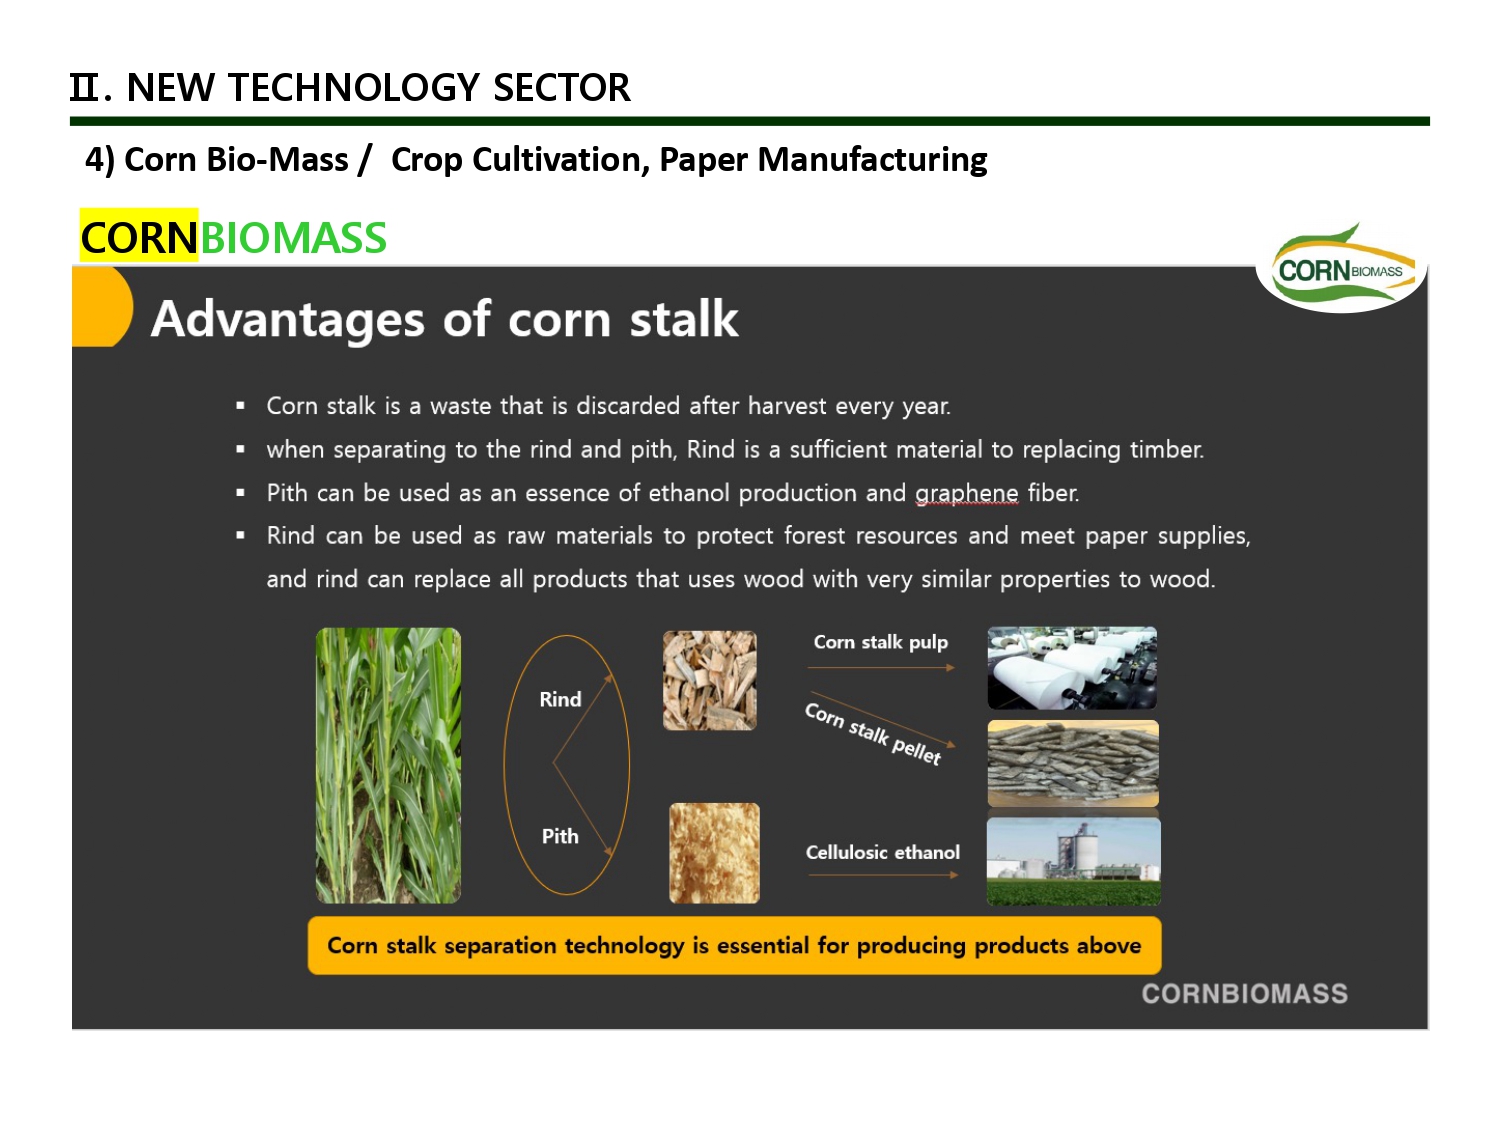 Ⅱ. NEW TECHNOLOGY SECTOR
4) Corn Bio-Mass / Crop Cultivation, Paper Manufacturing
CORNBIOMASS
CORNBIOMASS
Advantages of corn stalk
▪ Corn stalk is a waste that is discarded after harvest every year.
▪ when separating to the rind and pith, Rind is a sufficient material to replacing timber.
▪ Pith can be used as an essence of ethanol production and graphene fiber.
▪ Rind can be used as raw materials to protect forest resources and meet paper supplies,
and rind can replace all products that uses wood with very similar properties to wood.
Rind
Pith
Corn stalk pulp
Corn stalk pellet
Cellulosic ethanol
Corn stalk separation technology is essential for producing products above
CORNBIOMASS